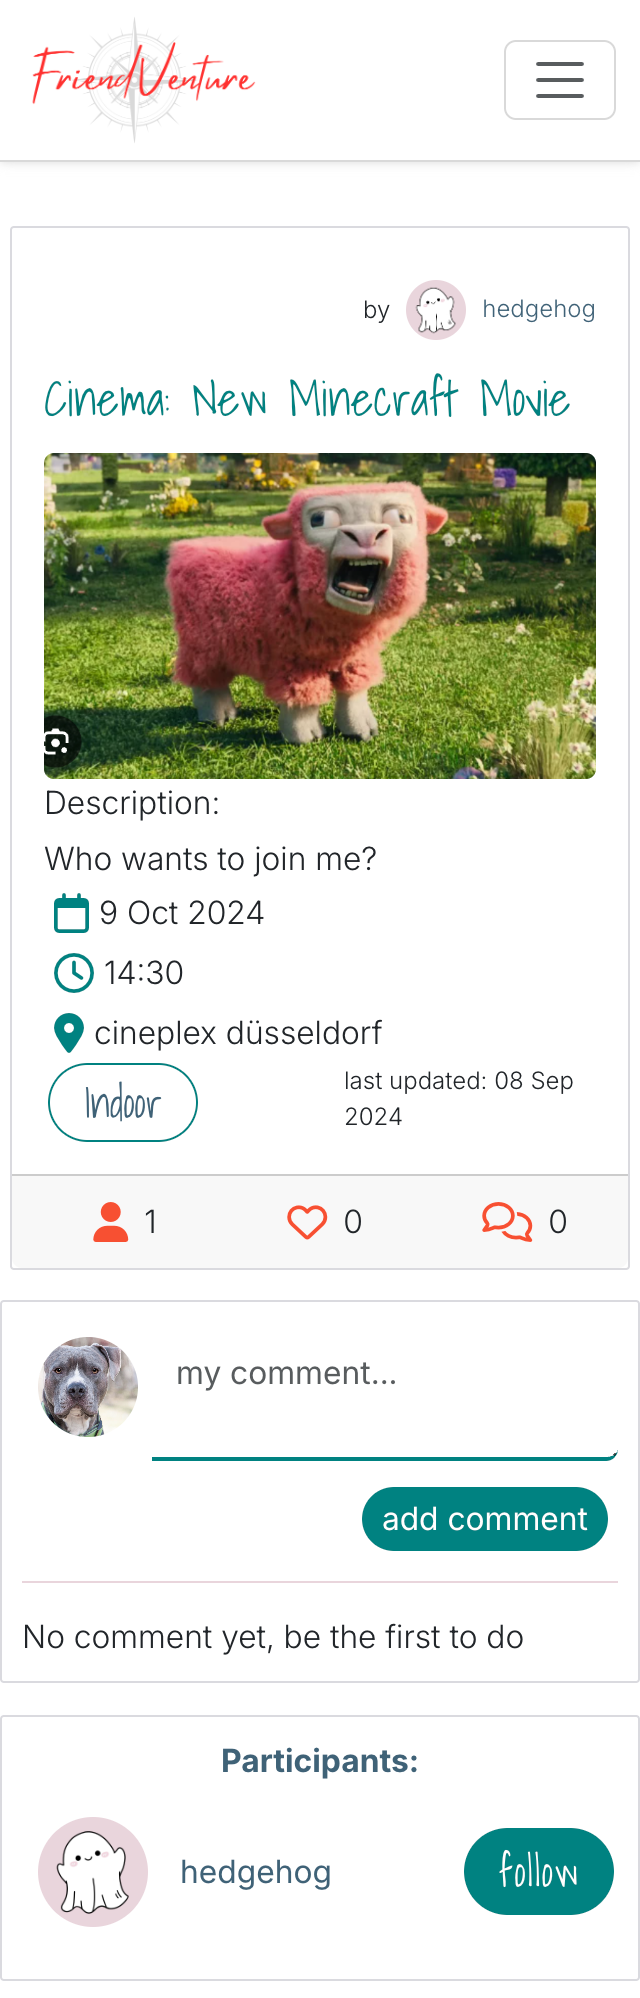 FriendVenture
by hedgehog
Cinema: New Minecraft Movie
Description:
Who wants to join me?
9 Oct 2024
14:30
cineplex düsseldorf
Indoor
last updated: 08 Sep
2024
1 0 0
my comment...
add comment
No comment yet, be the first to do
Participants:
hedgehog
follow